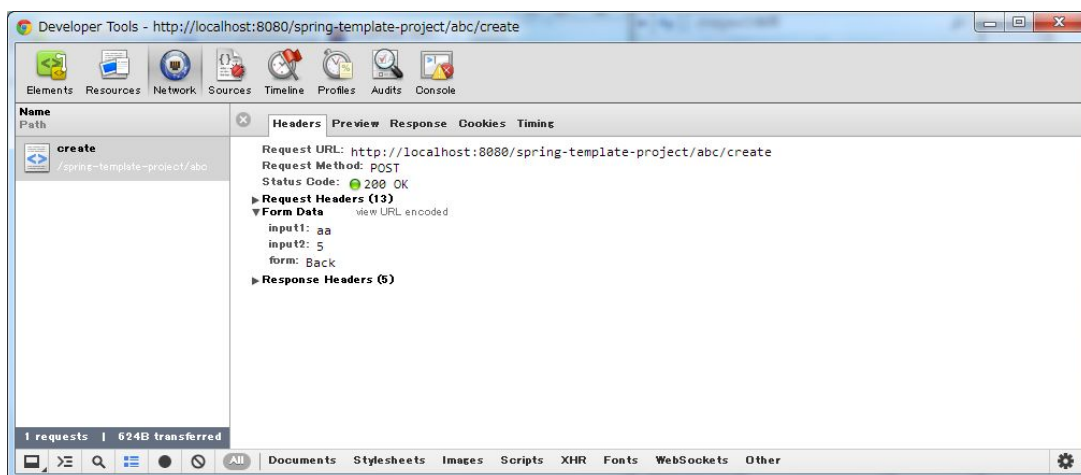 Developer Tools - http://localhost:8080/spring-template-project/abc/create
Elements Resources Network Sources Timeline Profiles Audits Console
Name
Path
Headers Preview Response Cookies Timing
create
/spring-template-project/abc
Request URL: http://localhost:8080/spring-template-project/abc/create
Request Method: POST
Status Code: 200 OK
Request Headers (13)
Form Data view URL encoded
input1: aa
input2: 5
form: Back
Response Headers (5)
1 requests | 624B transferred
All Documents Stylesheets Images Scripts XHR Fonts WebSockets Other